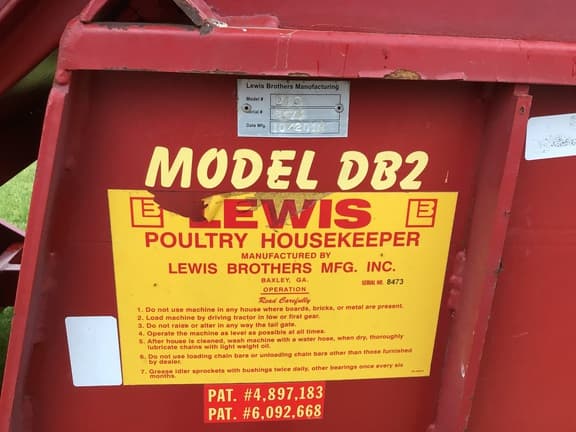 Lewis Brothers Manufacturing
Model #
Serial #
Date Mfg.
MODEL DB2
LB LEWIS LB
POULTRY HOUSEKEEPER
MANUFACTURED BY
LEWIS BROTHERS MFG. INC.
BAXLEY, GA. SERIAL NO. 8473
OPERATION
Read Carefully
1. Do not use machine in any house where boards, bricks, or metal are present.
2. Load machine by driving tractor in low or first gear.
3. Do not raise or alter in any way the tail gate.
4. Operate the machine as level as possible at all times.
5. After house is cleaned, wash machine with a water hose, when dry, thoroughly
lubricate chains with light weight oil.
6. Do not use loading chain bars or unloading chain bars other than those furnished
by dealer.
7. Grease idler sprockets with bushings twice daily, other bearings once every six
months.
PAT. #4,897,183
PAT. #6,092,668